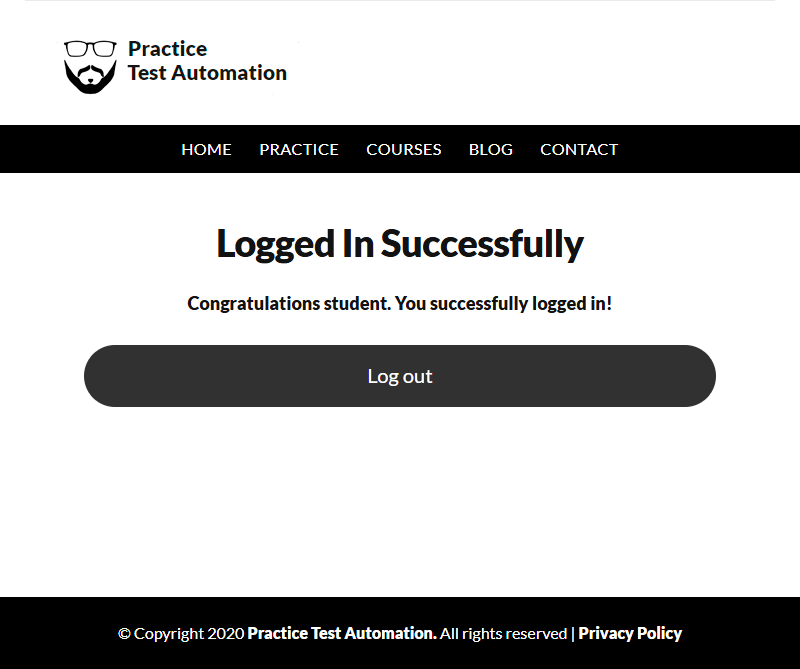 Practice
Test Automation
HOME PRACTICE COURSES BLOG CONTACT
Logged In Successfully
Congratulations student. You successfully logged in!
Log out
© Copyright 2020 Practice Test Automation. All rights reserved | Privacy Policy